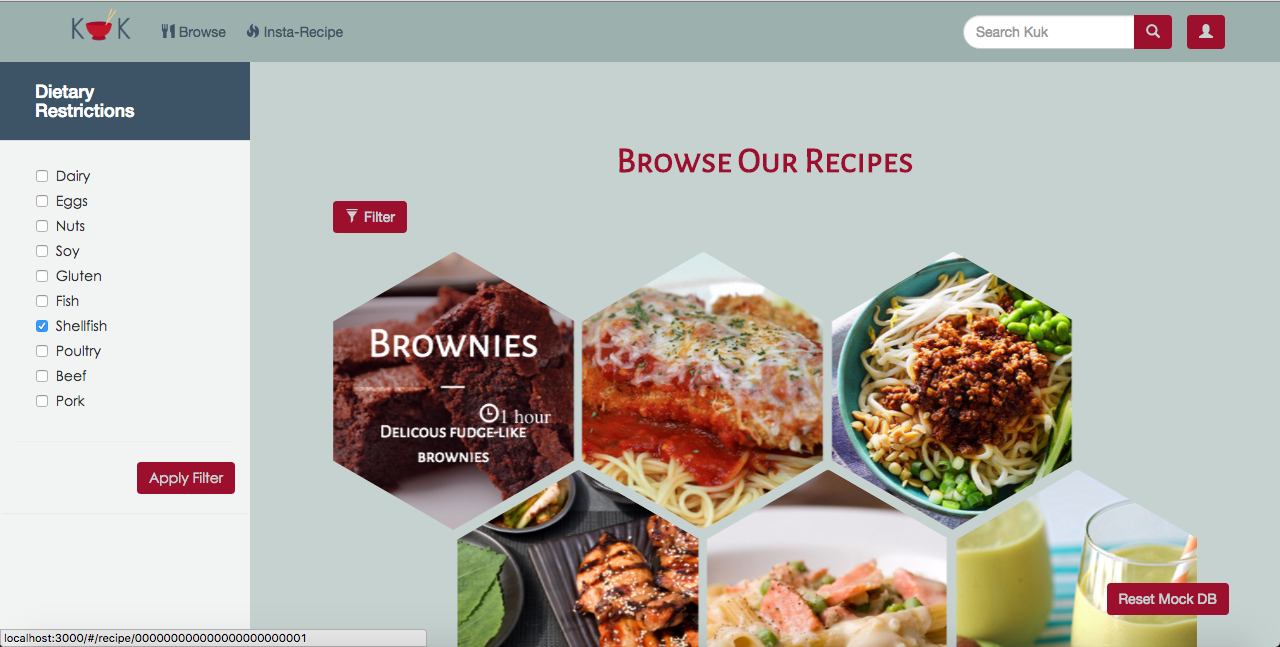 K K
Browse
Insta-Recipe
Search Kuk
Dietary
Restrictions
Dairy
Eggs
Nuts
Soy
Gluten
Fish
Shellfish
Poultry
Beef
Pork
Apply Filter
Browse Our Recipes
Filter
Brownies
1 hour
Delicous fudge-like
brownies
Reset Mock DB
localhost:3000/#/recipe/000000000000000000000001